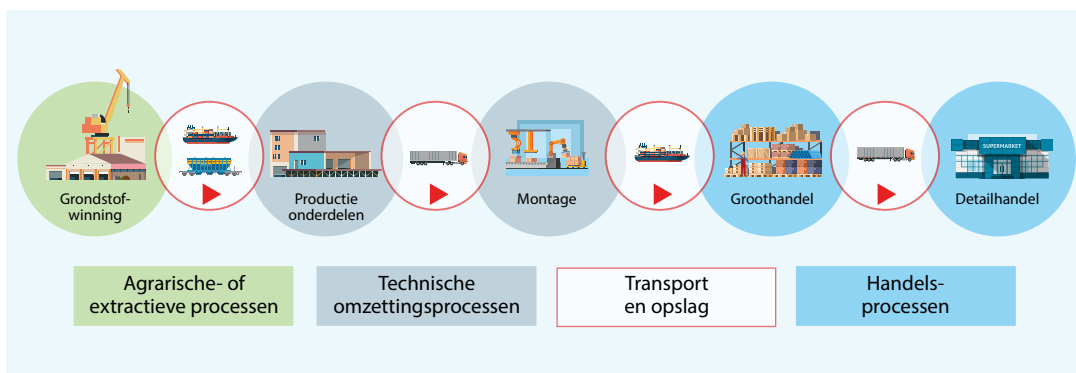 Grondstof-
winning
Productie
onderdelen
Montage
Groothandel
SUPERMARKET
Detailhandel
Agrarische- of
extractieve processen
Technische
omzettingsprocessen
Transport
en opslag
Handels-
processen